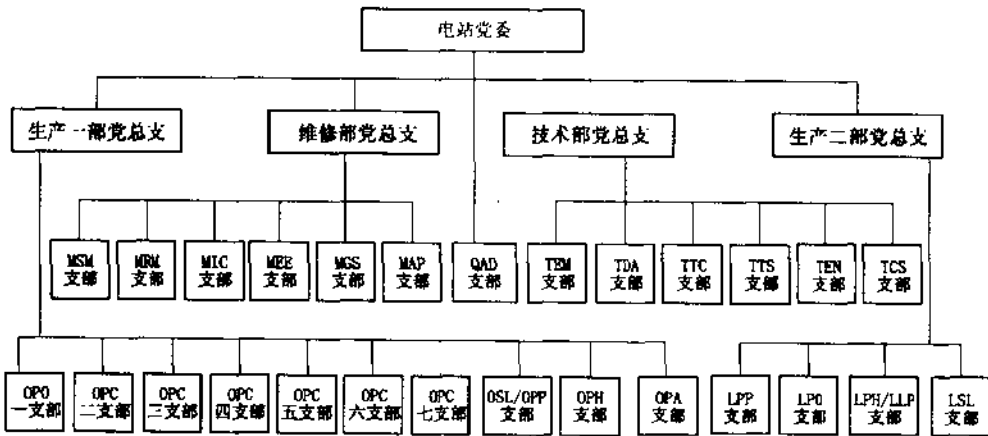 电站党委
生产一部党总支
维修部党总支
技术部党总支
生产二部党总支
MSM
支部
MRM
支部
MIC
支部
MEE
支部
MGS
支部
MAP
支部
QAD
支部
TEM
支部
TDA
支部
TTC
支部
TTS
支部
TEN
支部
TCS
支部
OPO
一支部
OPC
二支部
OPC
三支部
OPC
四支部
OPC
五支部
OPC
六支部
OPC
七支部
OSL/OPP
支部
OPH
支部
OPA
支部
LPP
支部
LPO
支部
LPH/LLP
支部
LSL
支部